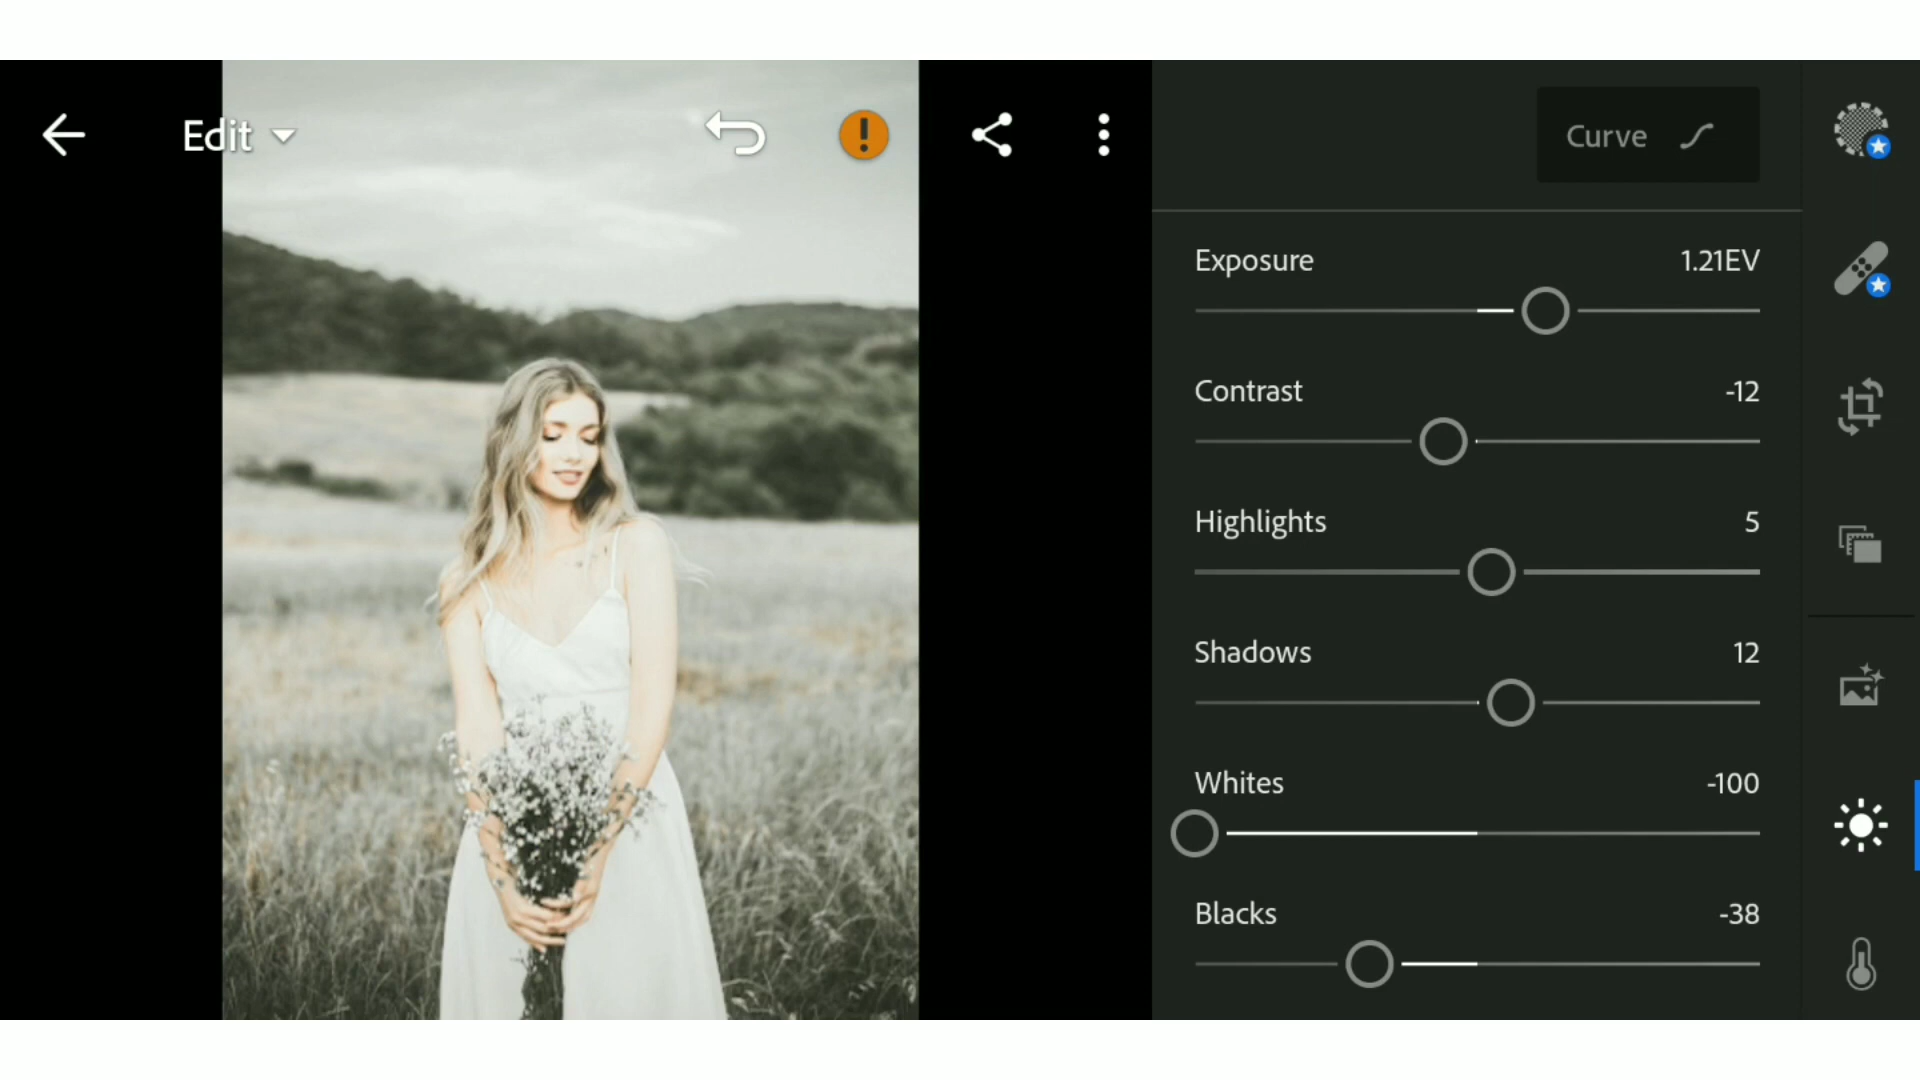 Edit
Curve
Exposure 1.21EV
Contrast -12
Highlights 5
Shadows 12
Whites -100
Blacks -38